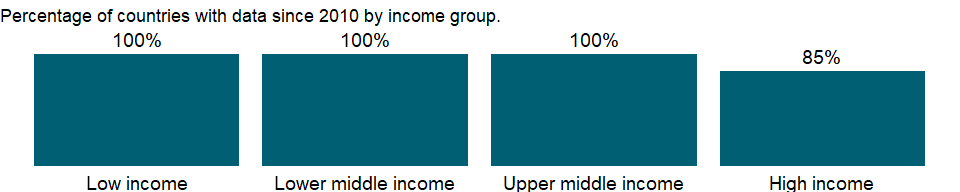 Percentage of countries with data since 2010 by income group.
100% 100% 100% 85%
Low income Lower middle income Upper middle income High income